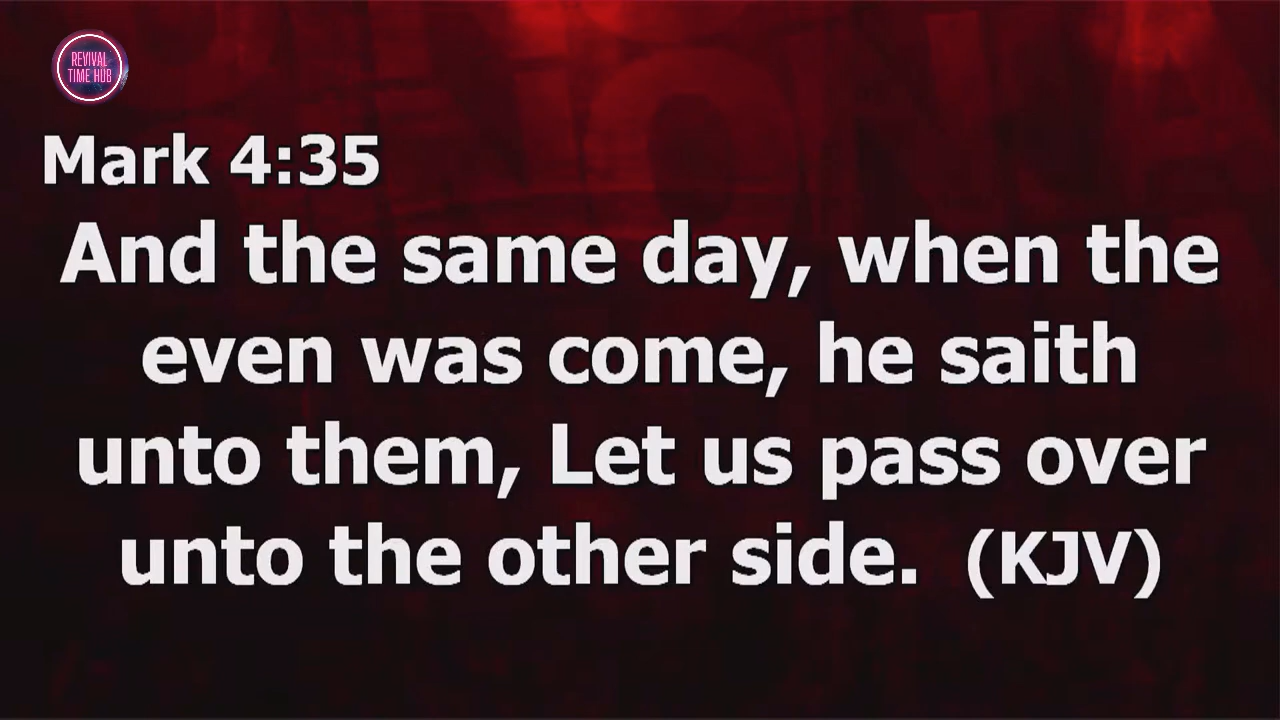 REVIVAL
TIME HUB
Mark 4:35
And the same day, when the
even was come, he saith
unto them, Let us pass over
unto the other side.  (KJV)